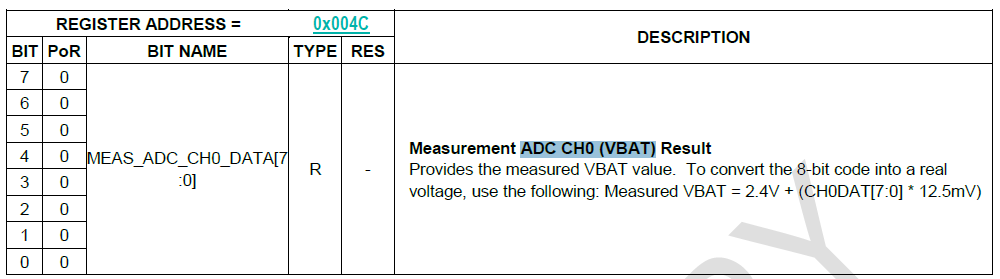 REGISTER ADDRESS = 0x004C DESCRIPTION
BIT PoR BIT NAME TYPE RES
7 0
6 0
5 0
4 0
3 0
2 0
1 0
0 0
MEAS_ADC_CH0_DATA[7
:0]
R -
Measurement ADC CH0 (VBAT) Result
Provides the measured VBAT value. To convert the 8-bit code into a real
voltage, use the following: Measured VBAT = 2.4V + (CH0DAT[7:0] * 12.5mV)